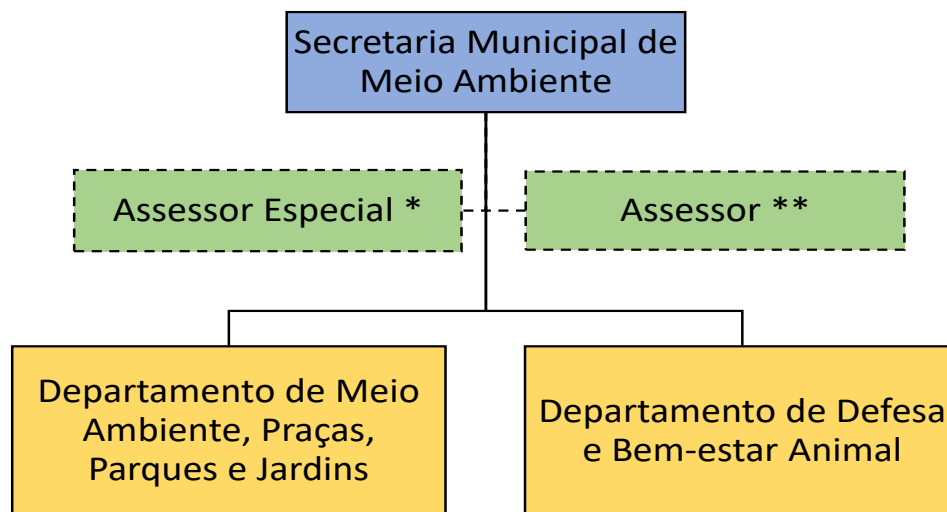 Secretaria Municipal de
Meio Ambiente
Assessor Especial *
Assessor **
Departamento de Meio
Ambiente, Praças,
Parques e Jardins
Departamento de Defesa
e Bem-estar Animal